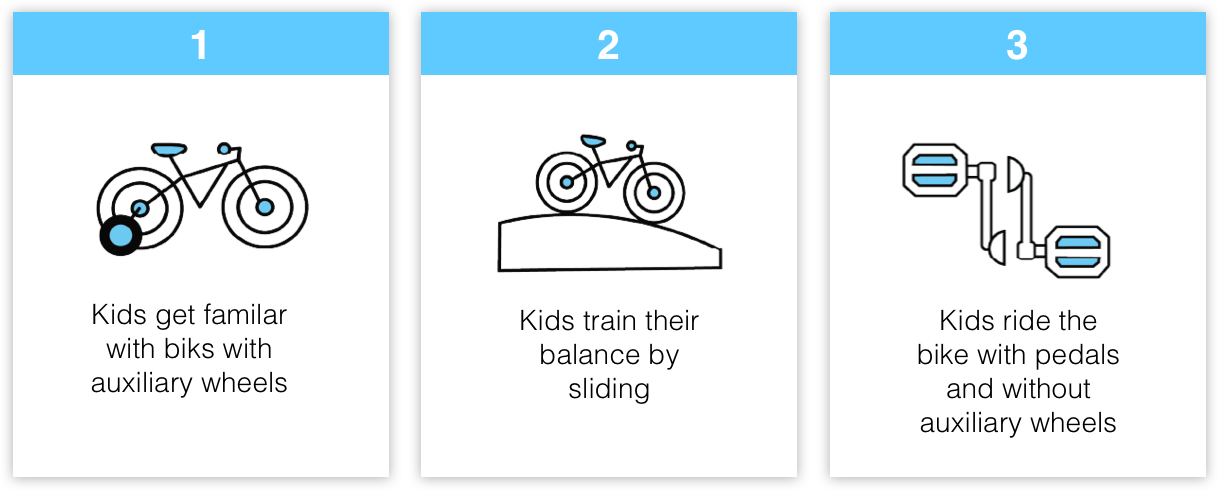 1
Kids get familar
with biks with
auxiliary wheels
2
Kids train their
balance by
sliding
3
Kids ride the
bike with pedals
and without
auxiliary wheels